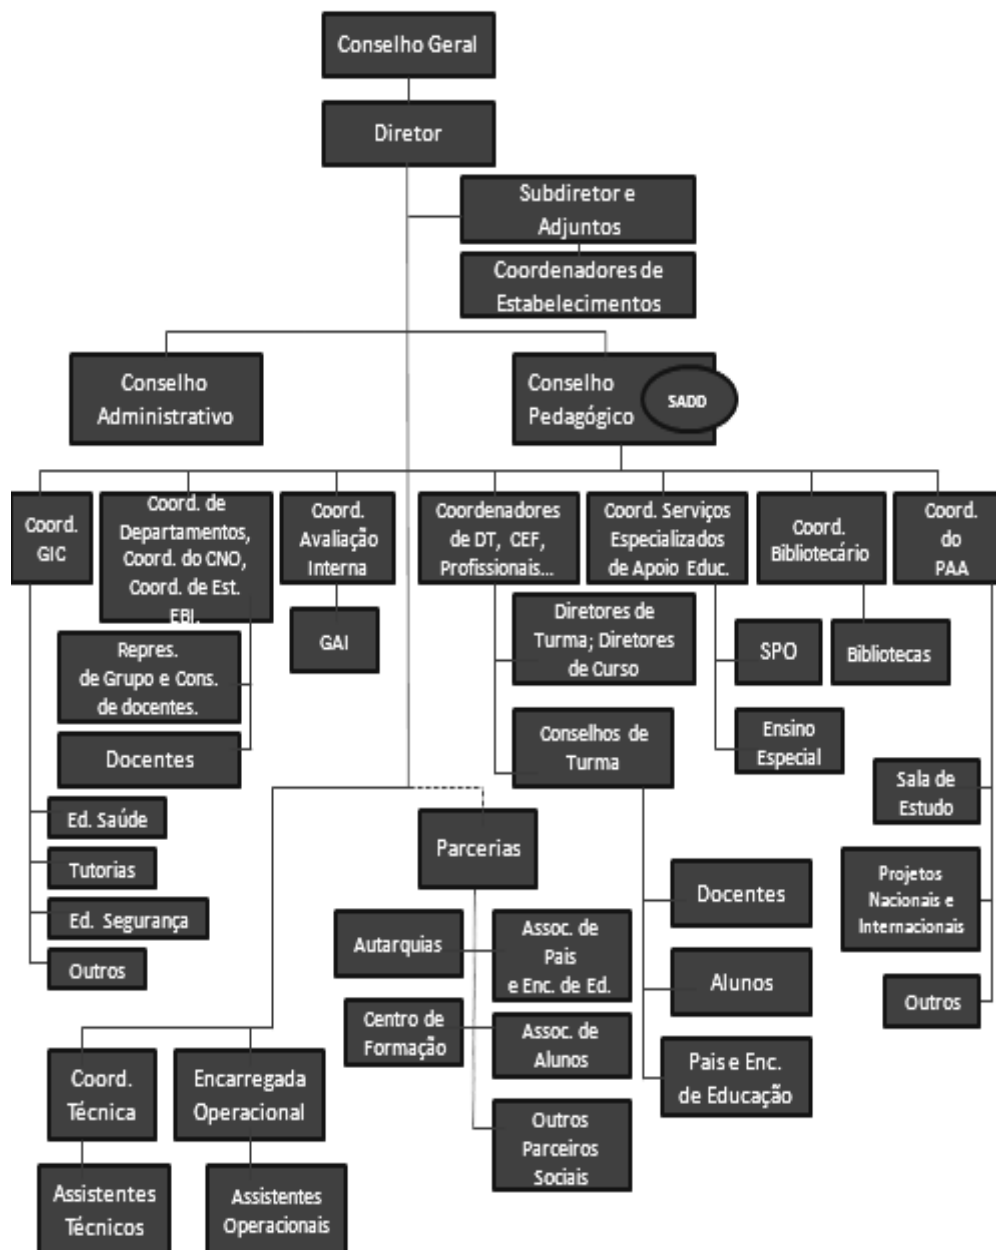 Conselho Geral
Diretor
Subdiretor e
Adjuntos
Coordenadores de
Estabelecimentos
Conselho
Administrativo
Conselho
Pedagógico
SADD
Coord.
GIC
Coord. de
Departamentos,
Coord. do CNO,
Coord. de Est.
EBI.
Coord.
Avaliação
Interna
Coordenadores
de DT, CEF,
Profissionais...
Coord. Serviços
Especializados
de Apoio Educ.
Coord.
Bibliotecário
Coord.
do
PAA
Repres.
de Grupo e Cons.
de docentes.
Docentes
GAI
Diretores de
Turma; Diretores
de Curso
Conselhos de
Turma
SPO
Ensino
Especial
Bibliotecas
Sala de
Estudo
Projetos
Nacionais e
Internacionais
Outros
Ed. Saúde
Tutorias
Ed. Segurança
Outros
Parcerias
Autarquias
Assoc. de
Pais
e Enc. de Ed.
Centro de
Formação
Assoc. de
Alunos
Outros
Parceiros
Sociais
Docentes
Alunos
Pais e Enc.
de Educação
Coord.
Técnica
Encarregada
Operacional
Assistentes
Técnicos
Assistentes
Operacionais